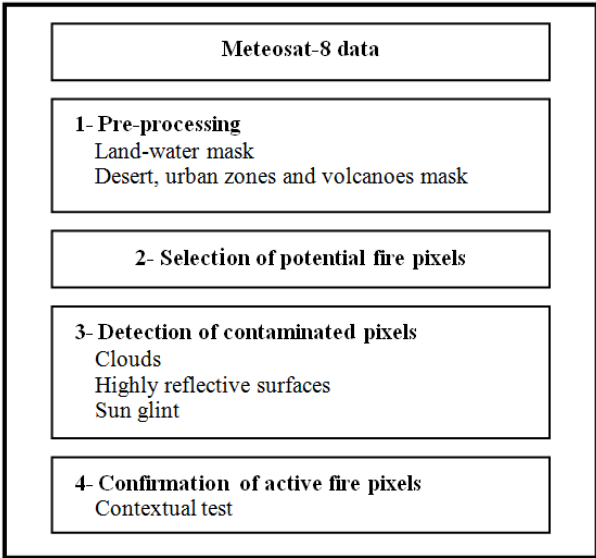 Meteosat-8 data
1- Pre-processing
Land-water mask
Desert, urban zones and volcanoes mask
2- Selection of potential fire pixels
3- Detection of contaminated pixels
Clouds
Highly reflective surfaces
Sun glint
4- Confirmation of active fire pixels
Contextual test